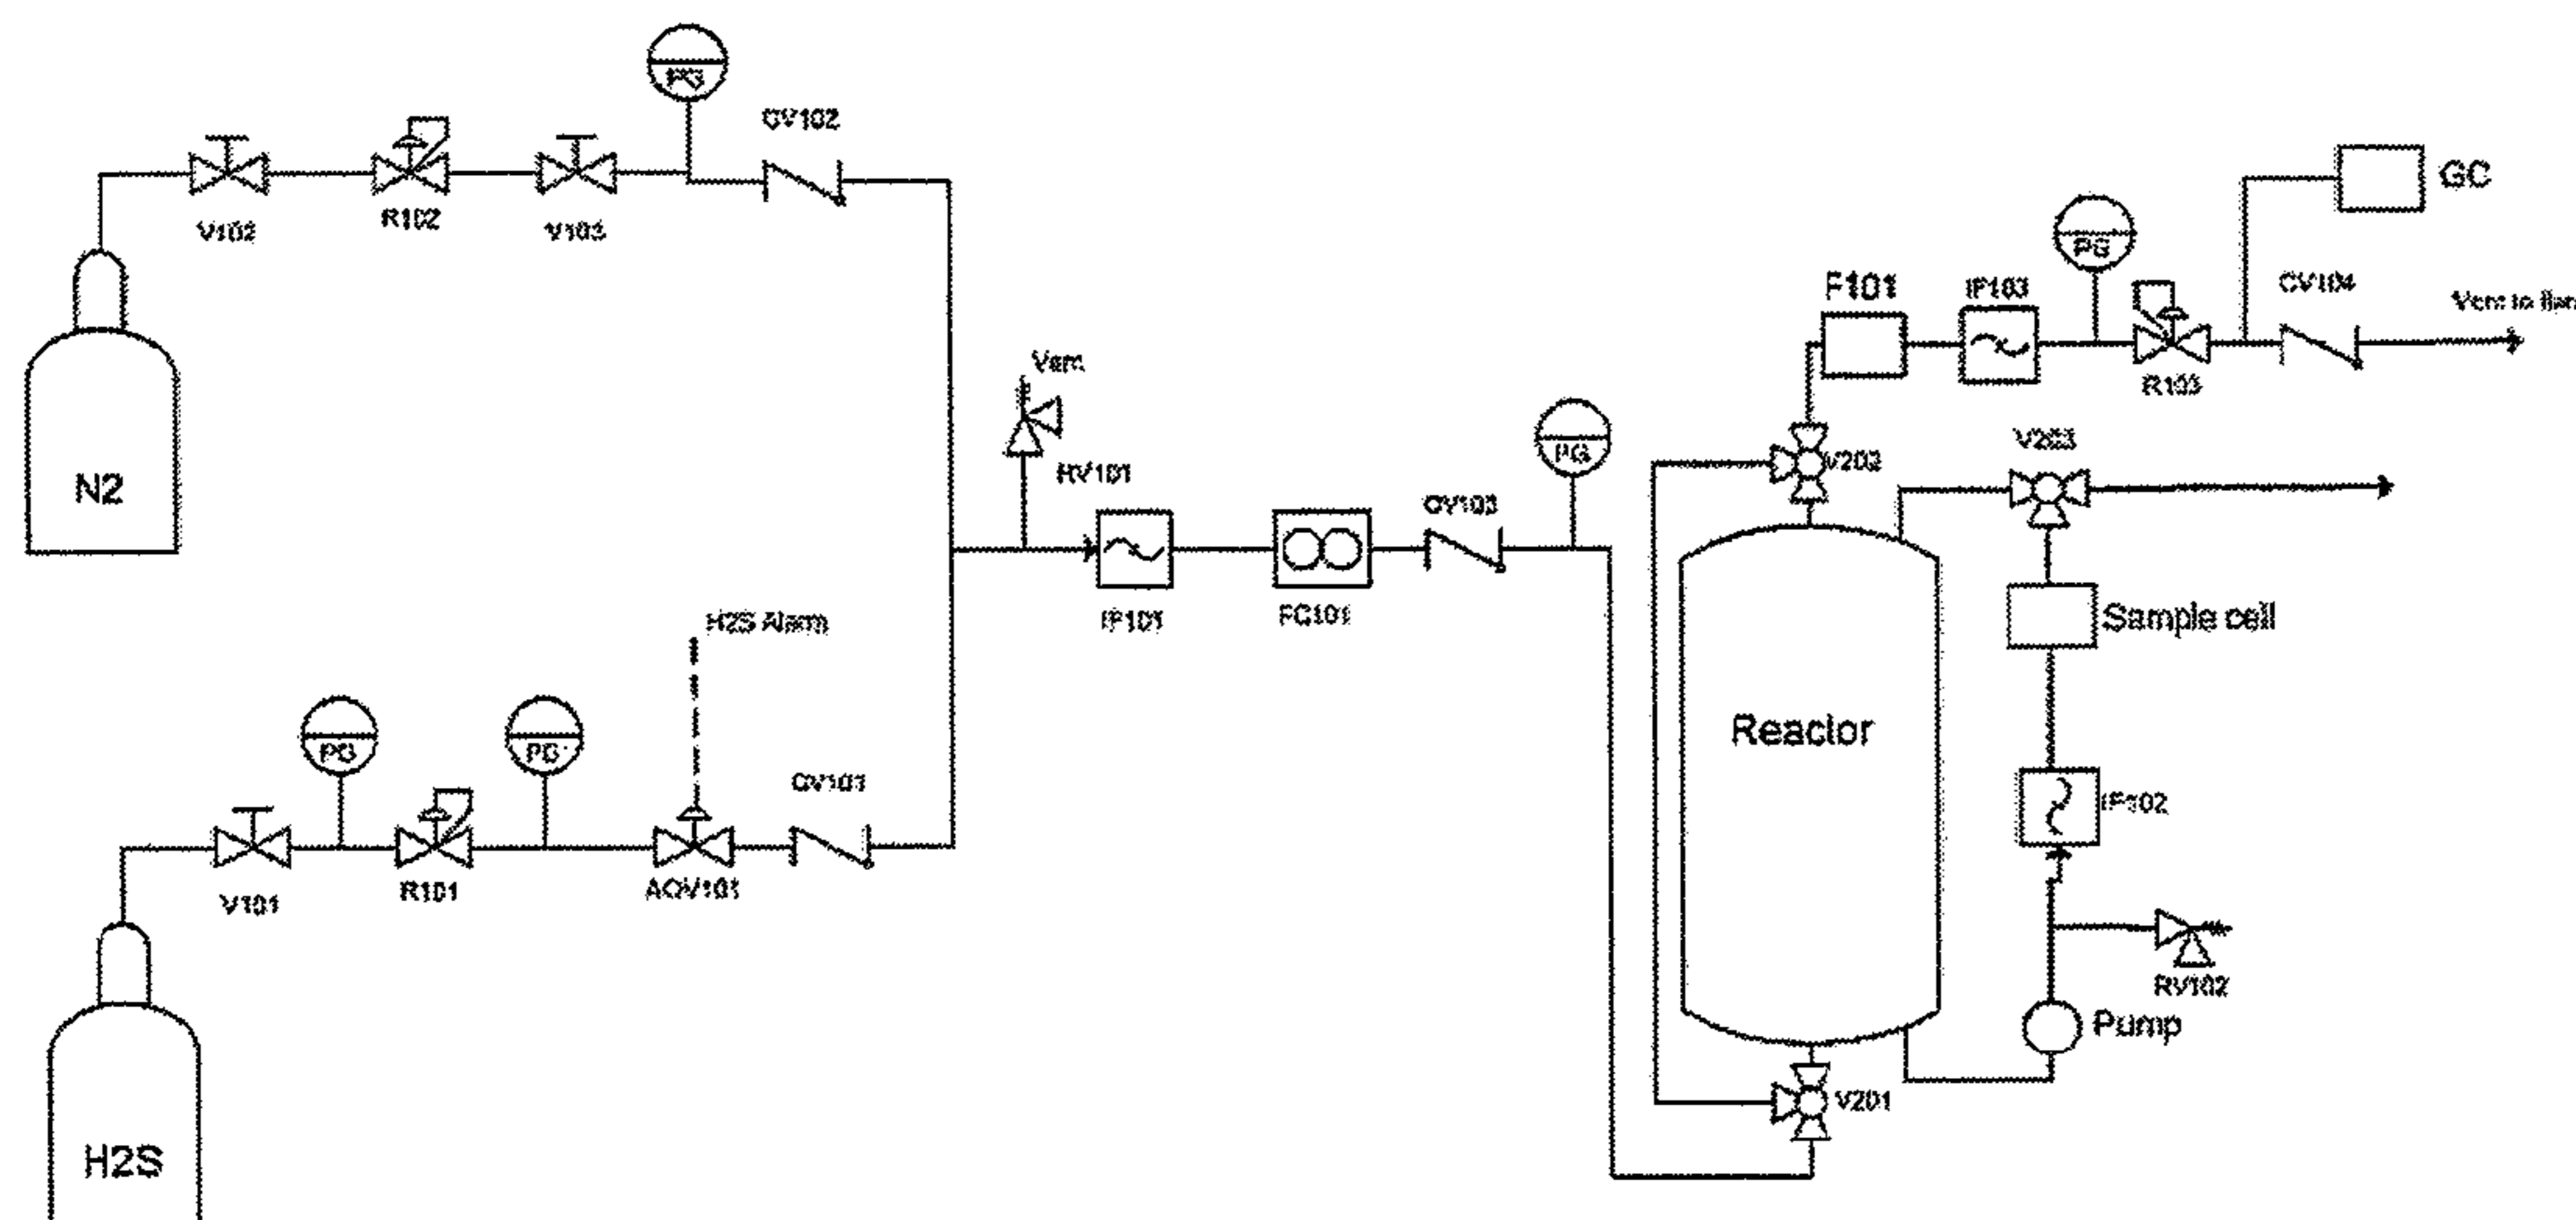 PG
CV102
V102
R102
V103
N2
GC
PG
CV104
F101
IF103
R103
Vent
RV101
PG
CV103
V202
V203
IF101
FC101
H2S Alarm
Sample cell
Reactor
PG
PG
CV101
IF102
V101
R101
AOV101
RV102
Pump
V201
H2S